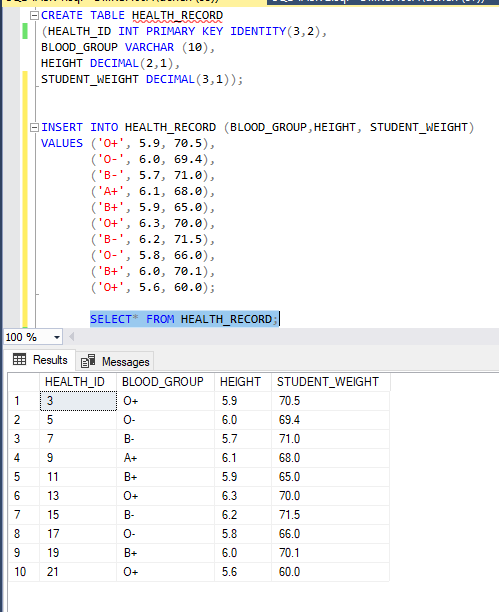 CREATE TABLE HEALTH_RECORD
(HEALTH_ID INT PRIMARY KEY IDENTITY(3,2),
BLOOD_GROUP VARCHAR (10),
HEIGHT DECIMAL(2,1),
STUDENT_WEIGHT DECIMAL(3,1));
INSERT INTO HEALTH_RECORD (BLOOD_GROUP,HEIGHT, STUDENT_WEIGHT)
VALUES ('O+', 5.9, 70.5),
('O-', 6.0, 69.4),
('B-', 5.7, 71.0),
('A+', 6.1, 68.0),
('B+', 5.9, 65.0),
('O+', 6.3, 70.0),
('B-', 6.2, 71.5),
('O-', 5.8, 66.0),
('B+', 6.0, 70.1),
('O+', 5.6, 60.0);
SELECT* FROM HEALTH_RECORD;
100 %
Results Messages
HEALTH_ID BLOOD_GROUP HEIGHT STUDENT_WEIGHT
1 3 O+ 5.9 70.5
2 5 O- 6.0 69.4
3 7 B- 5.7 71.0
4 9 A+ 6.1 68.0
5 11 B+ 5.9 65.0
6 13 O+ 6.3 70.0
7 15 B- 6.2 71.5
8 17 O- 5.8 66.0
9 19 B+ 6.0 70.1
10 21 O+ 5.6 60.0